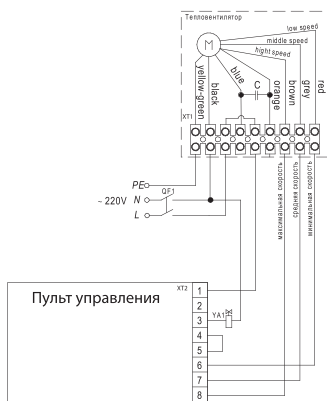 Тепловентилятор
low speed
middle speed
hight speed
M
yellow-green
black
blue
C
orange
brown
grey
red
XT1
PE
QF1
~ 220V N
L
максимальная скорость
средняя скорость
минимальная скорость
Пульт управления
XT2
1
2
3
YA1
4
5
6
7
8